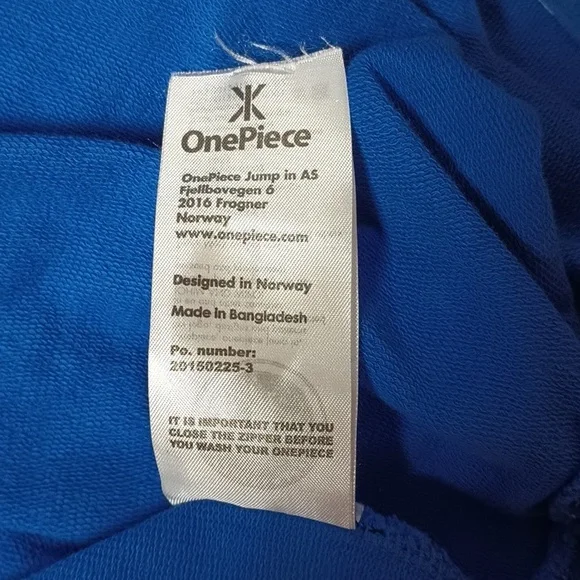 OnePiece
OnePiece Jump in AS
Fjellbovegen 6
2016 Frogner
Norway
www.onepiece.com
Designed in Norway
Made in Bangladesh
Po. number:
20150225-3
IT IS IMPORTANT THAT YOU
CLOSE THE ZIPPER BEFORE
YOU WASH YOUR ONEPIECE